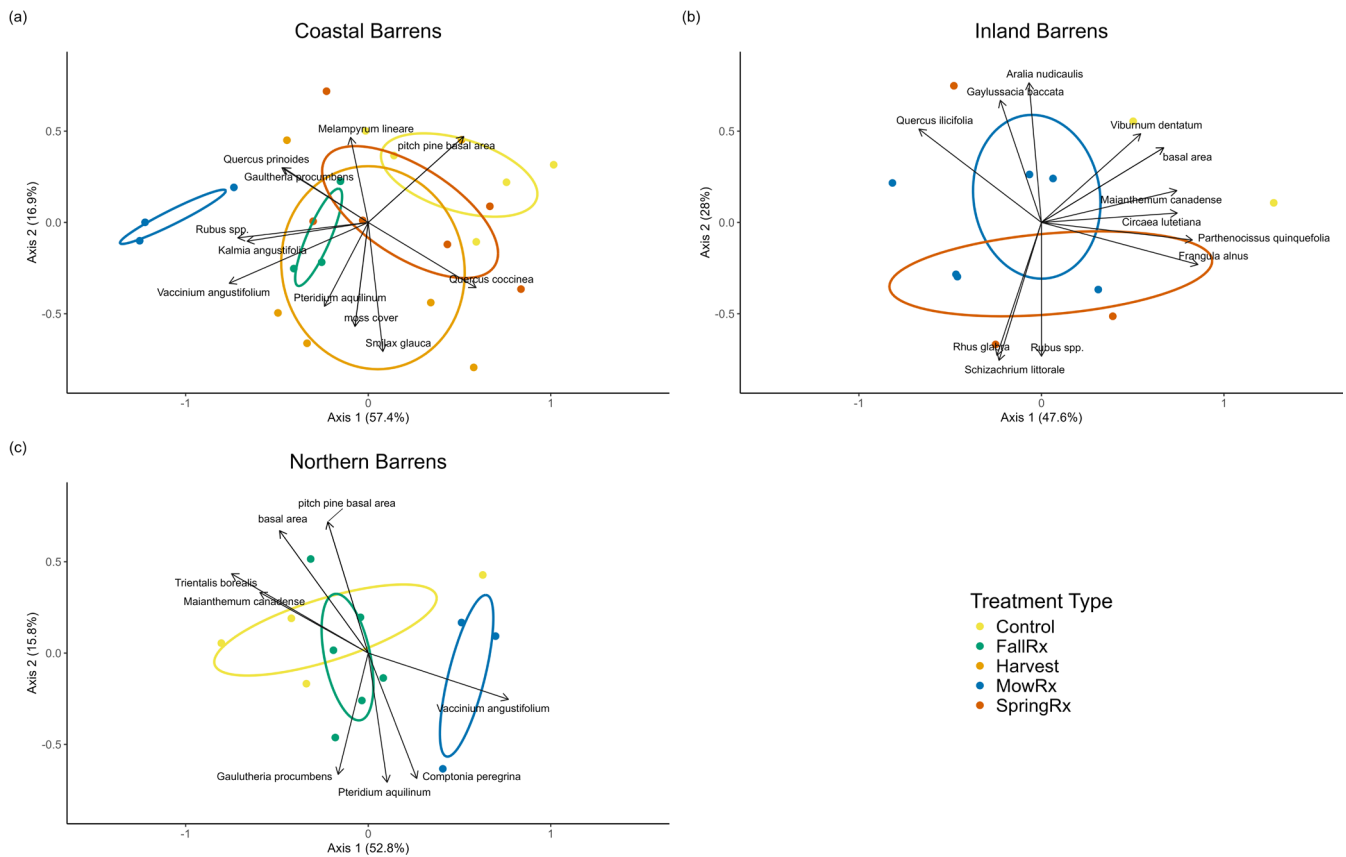 (a)
Coastal Barrens
Axis 2 (16.9%)
0.5
0.0
-0.5
Melampyrum lineare
pitch pine basal area
Quercus prinoides
Gaultheria procumbens
Rubus spp.
Kalmia angustifolia
Vaccinium angustifolium
Quercus coccinea
Pteridium aquilinum
moss cover
Smilax glauca
-1
0
1
Axis 1 (57.4%)
(b)
Inland Barrens
Axis 2 (28%)
0.5
0.0
-0.5
Aralia nudicaulis
Gaylussacia baccata
Quercus ilicifolia
Viburnum dentatum
basal area
Maianthemum canadense
Circaea lutetiana
Parthenocissus quinquefolia
Frangula alnus
Rhus glabra
Rubus spp.
Schizachrium littorale
-1
0
1
Axis 1 (47.6%)
(c)
Northern Barrens
Axis 2 (15.8%)
0.5
0.0
-0.5
pitch pine basal area
basal area
Trientalis borealis
Maianthemum canadense
Vaccinium angustifolium
Gaulutheria procumbens
Comptonia peregrina
Pteridium aquilinum
-1
0
1
Axis 1 (52.8%)
Treatment Type
Control
FallRx
Harvest
MowRx
SpringRx